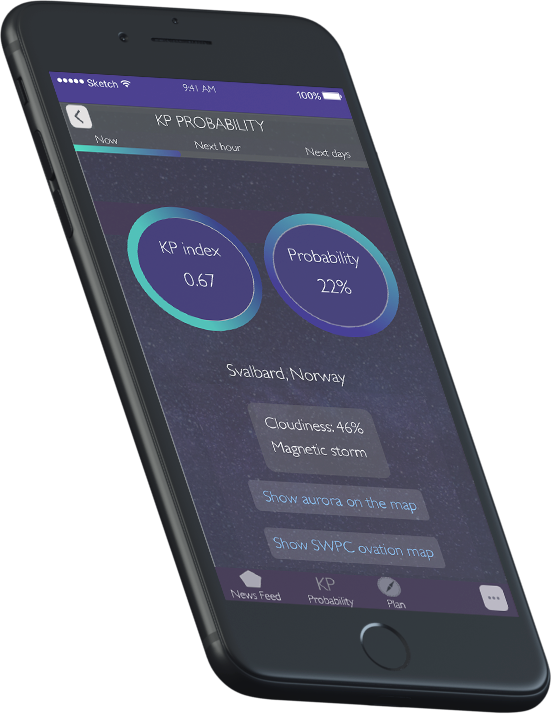 Sketch 9:41 AM 100%
KP PROBABILITY
Now Next hour Next days
KP index Probability
0.67 22%
Svalbard, Norway
Cloudiness: 46%
Magnetic storm
Show aurora on the map
Show SWPC ovation map
KP
News Feed Probability Plan